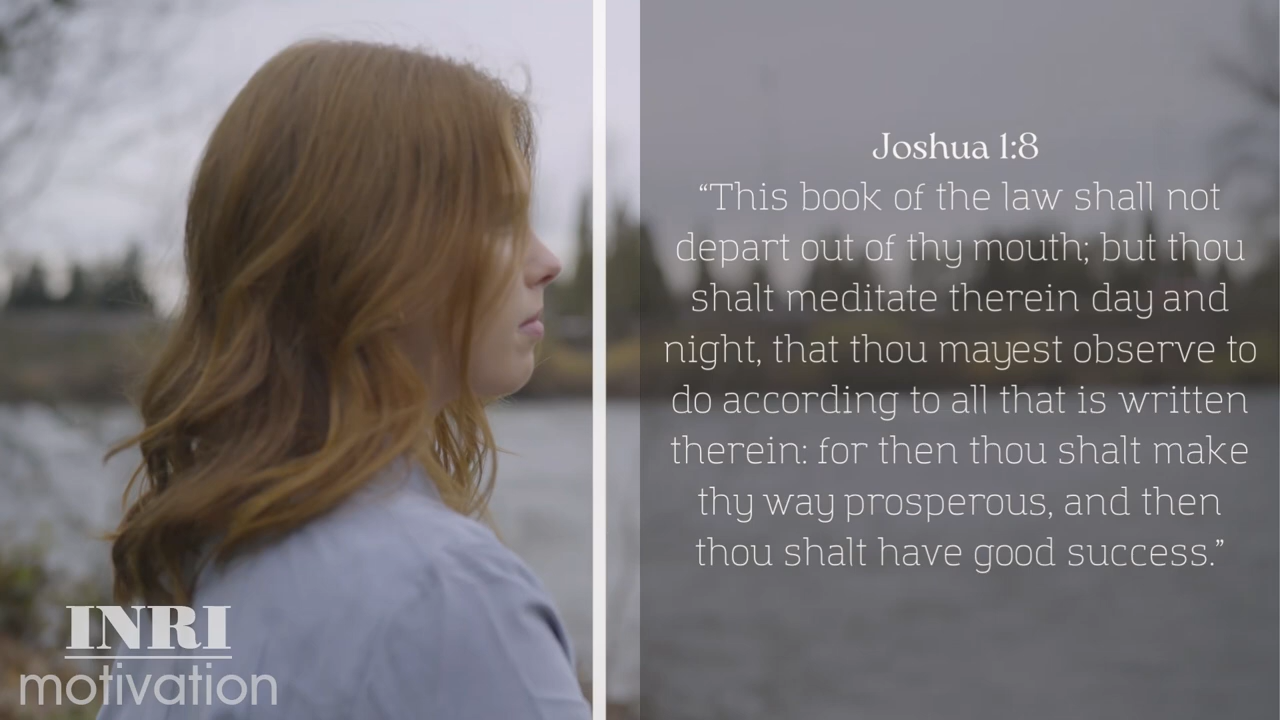 Joshua 1:8
“This book of the law shall not
depart out of thy mouth; but thou
shalt meditate therein day and
night, that thou mayest observe to
do according to all that is written
therein: for then thou shalt make
thy way prosperous, and then
thou shalt have good success.”
INRI
motivation